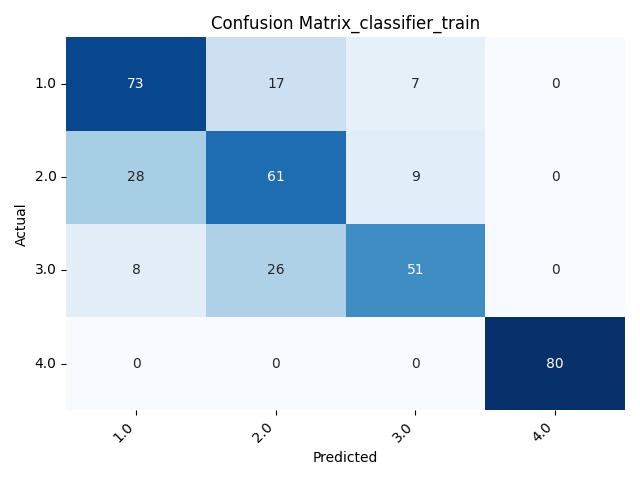 Confusion Matrix_classifier_train
1.0 73 17 7 0
2.0 28 61 9 0
3.0 8 26 51 0
4.0 0 0 0 80
Actual
1.0 2.0 3.0 4.0
Predicted